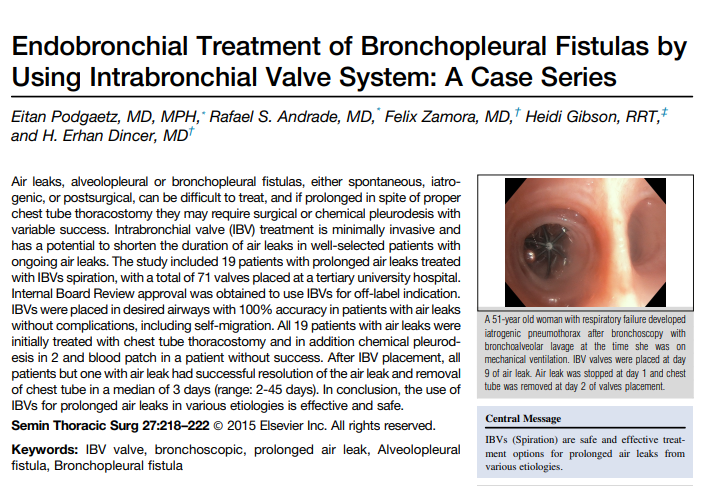 Endobronchial Treatment of Bronchopleural Fistulas by
Using Intrabronchial Valve System: A Case Series
Eitan Podgaetz, MD, MPH,* Rafael S. Andrade, MD,* Felix Zamora, MD,† Heidi Gibson, RRT,‡
and H. Erhan Dincer, MD†
Air leaks, alveolopleural or bronchopleural fistulas, either spontaneous, iatro-
genic, or postsurgical, can be difficult to treat, and if prolonged in spite of proper
chest tube thoracostomy they may require surgical or chemical pleurodesis with
variable success. Intrabronchial valve (IBV) treatment is minimally invasive and
has a potential to shorten the duration of air leaks in well-selected patients with
ongoing air leaks. The study included 19 patients with prolonged air leaks treated
with IBVs spiration, with a total of 71 valves placed at a tertiary university hospital.
Internal Board Review approval was obtained to use IBVs for off-label indication.
IBVs were placed in desired airways with 100% accuracy in patients with air leaks
without complications, including self-migration. All 19 patients with air leaks were
initially treated with chest tube thoracostomy and in addition chemical pleurod-
esis in 2 and blood patch in a patient without success. After IBV placement, all
patients but one with air leak had successful resolution of the air leak and removal
of chest tube in a median of 3 days (range: 2-45 days). In conclusion, the use of
IBVs for prolonged air leaks in various etiologies is effective and safe.
Semin Thoracic Surg 27:218–222 © 2015 Elsevier Inc. All rights reserved.
Keywords: IBV valve, bronchoscopic, prolonged air leak, Alveolopleural
fistula, Bronchopleural fistula
A 51-year old woman with respiratory failure developed
iatrogenic pneumothorax after bronchoscopy with
bronchoalveolar lavage at the time she was on
mechanical ventilation. IBV valves were placed at day
9 of air leak. Air leak was stopped at day 1 and chest
tube was removed at day 2 of valves placement.
Central Message
IBVs (Spiration) are safe and effective treat-
ment options for prolonged air leaks from
various etiologies.